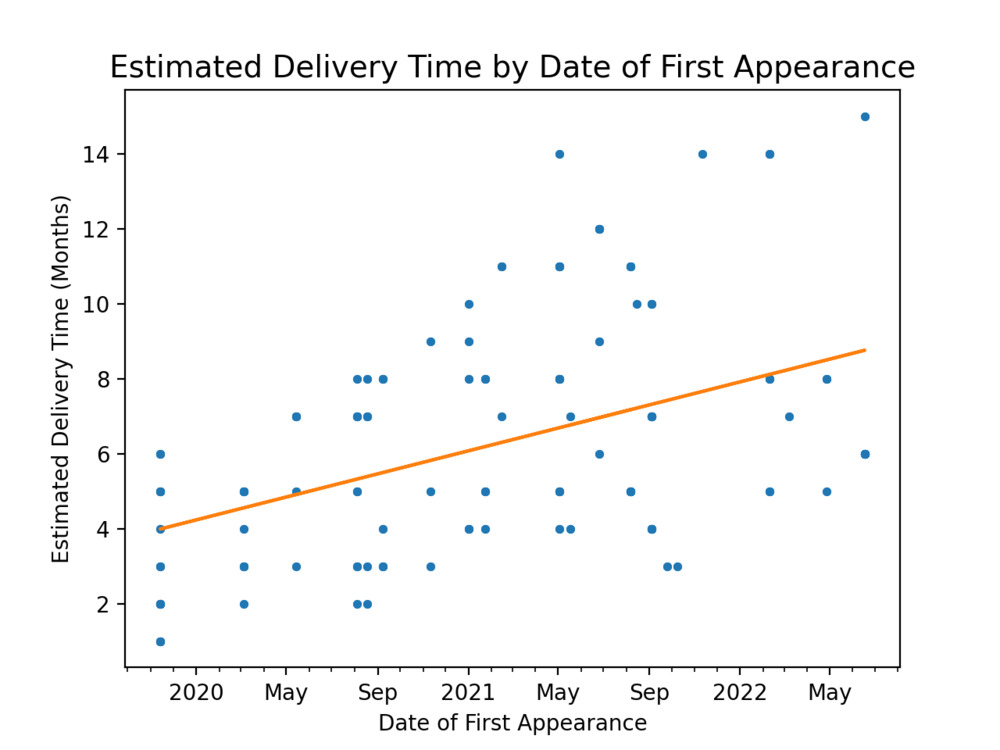 Estimated Delivery Time by Date of First Appearance
Estimated Delivery Time (Months)
14
12
10
8
6
4
2
2020 May Sep 2021 May Sep 2022 May
Date of First Appearance